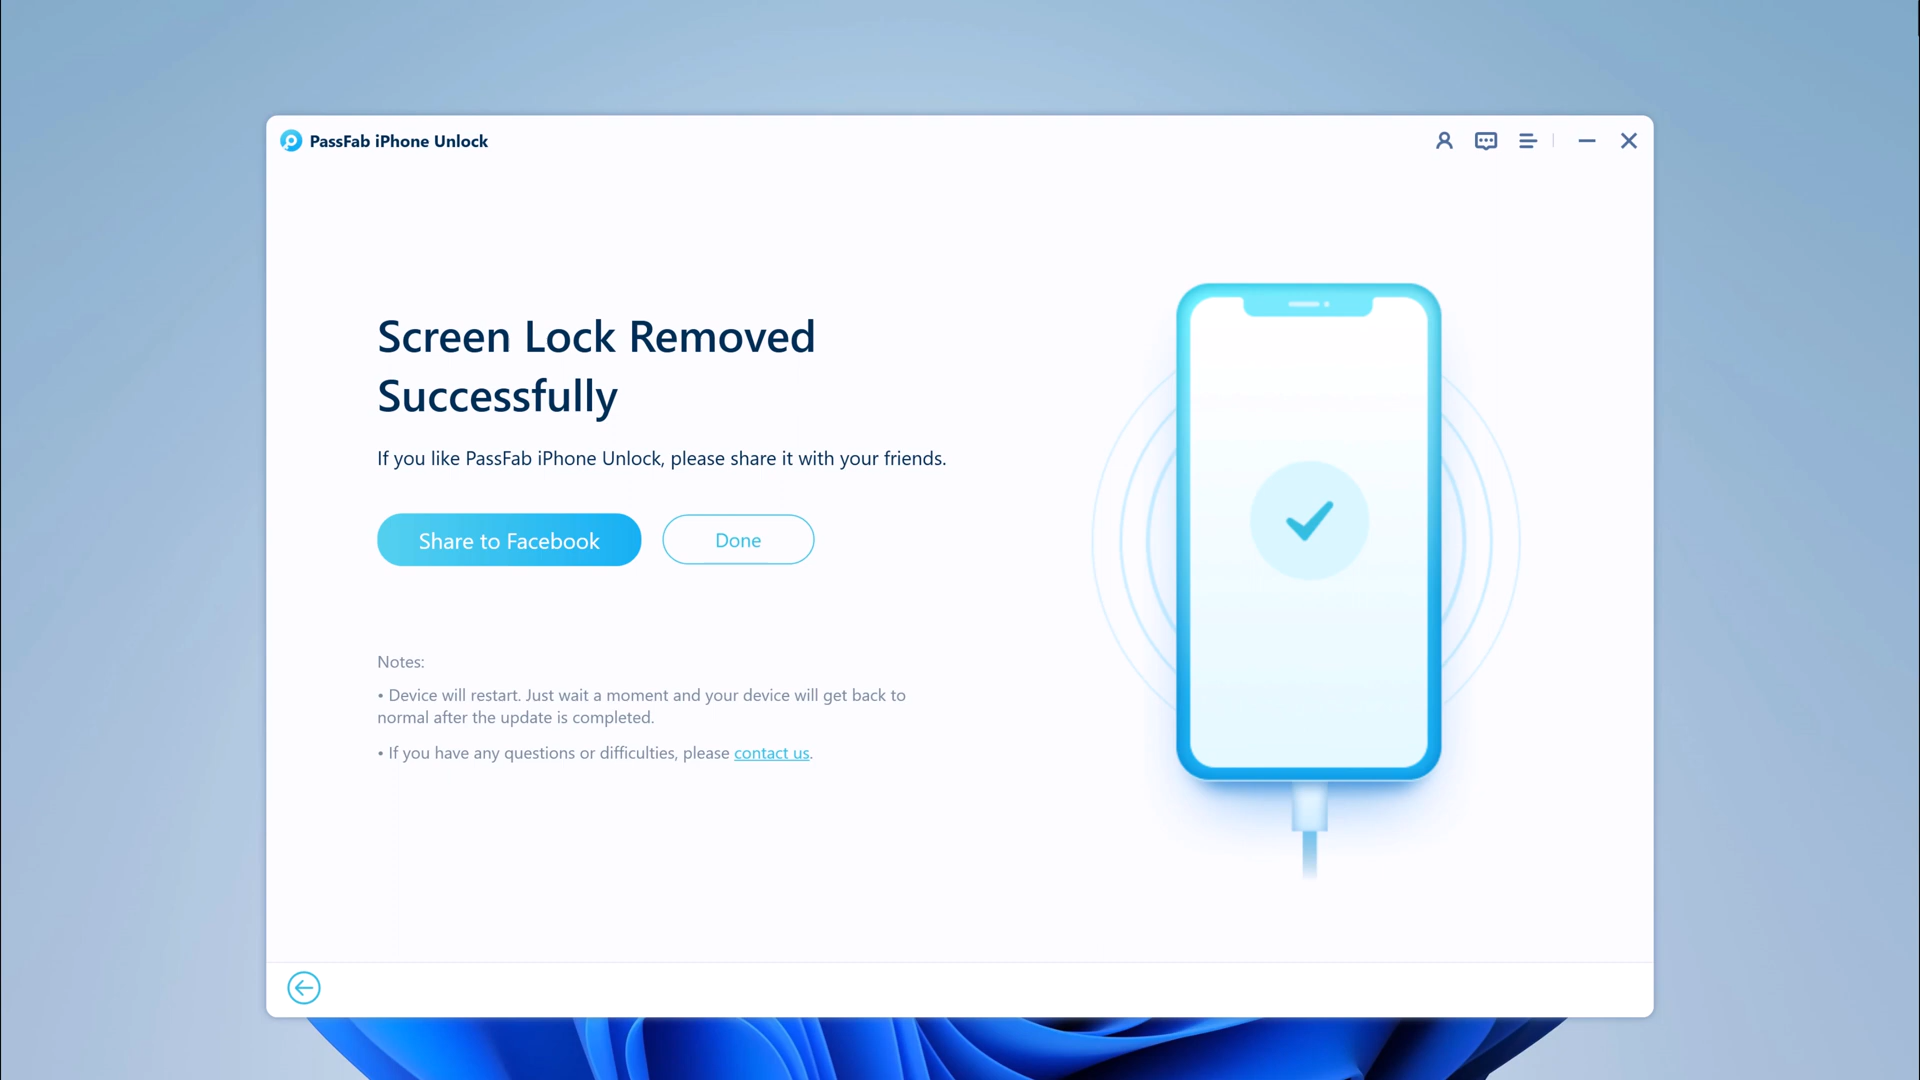 PassFab iPhone Unlock
Screen Lock Removed
Successfully
If you like PassFab iPhone Unlock, please share it with your friends.
Share to Facebook
Done
Notes:
• Device will restart. Just wait a moment and your device will get back to
normal after the update is completed.
• If you have any questions or difficulties, please contact us.